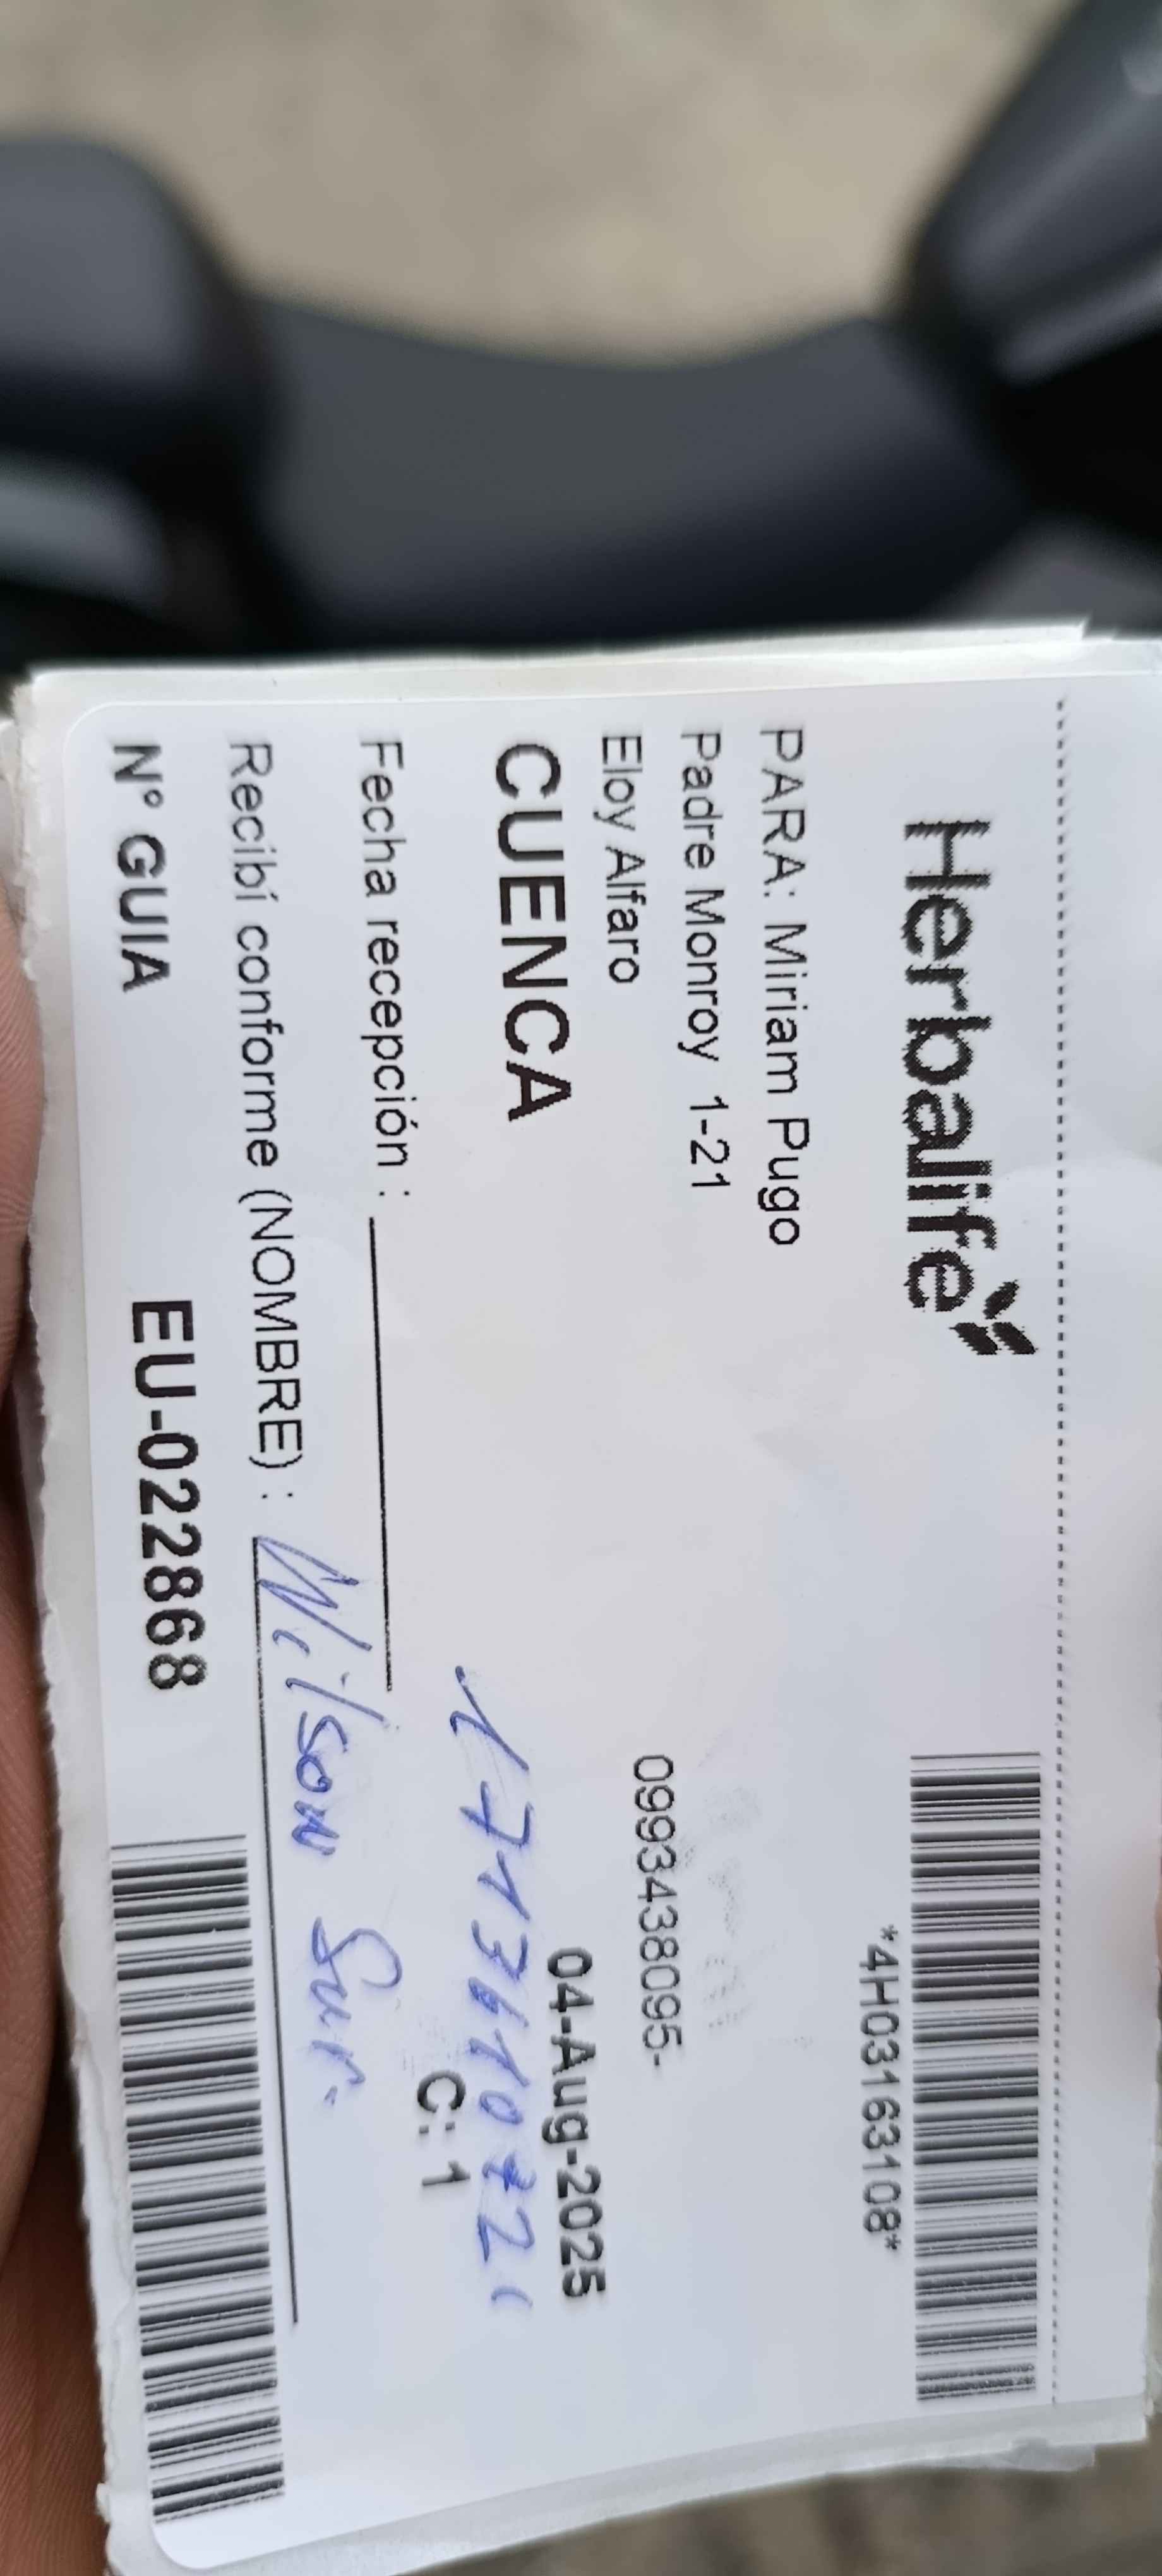 Herbalife
*4H03163108*
PARA: Miriam Pugo
Padre Monroy 1-21
0993438095-
Eloy Alfaro
CUENCA
04-Aug-2025
Fecha recepción :
C: 1
Recibí conforme (NOMBRE) : Wilson
N° GUIA EU-022868